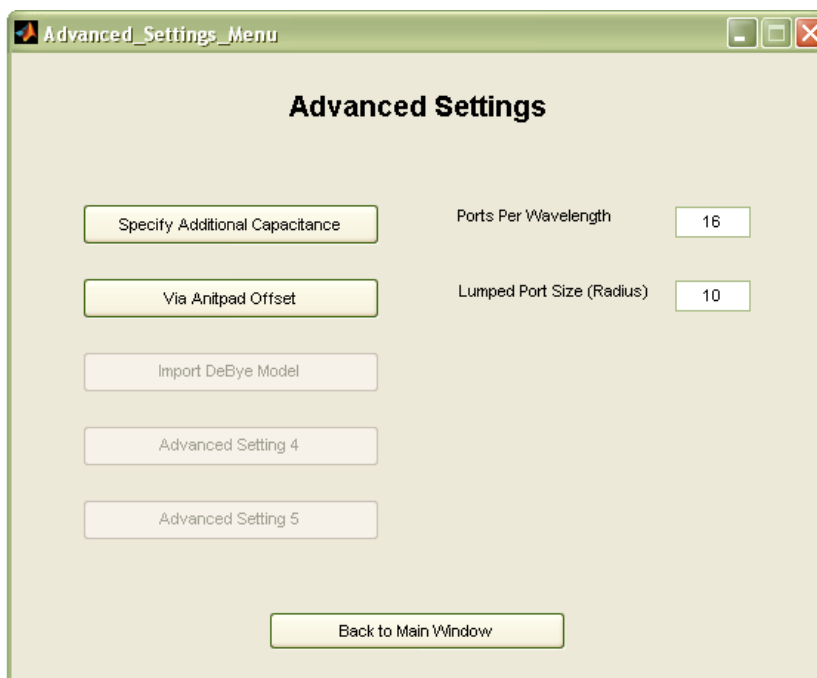 Advanced_Settings_Menu
Advanced Settings
Specify Additional Capacitance
Ports Per Wavelength 16
Via Anitpad Offset
Lumped Port Size (Radius) 10
Import DeBye Model
Advanced Setting 4
Advanced Setting 5
Back to Main Window